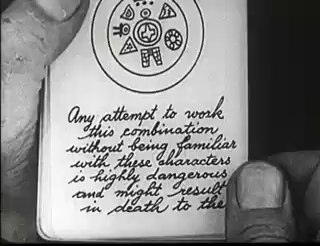 Any attempt to work
this combination
without being familiar
with these characters
is highly dangerous
and might result
in death to the